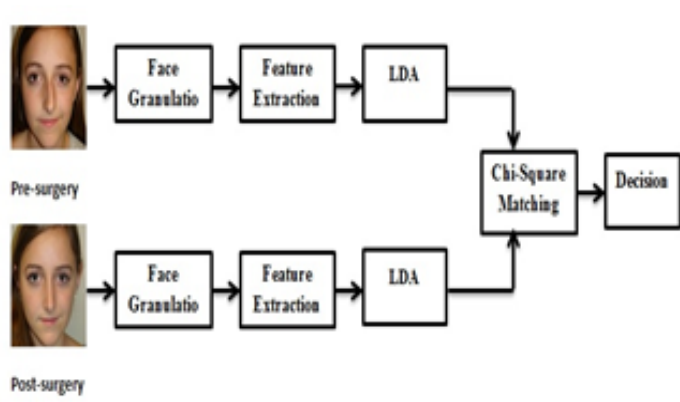 Face
Granulatio
Feature
Extraction
LDA
Pre-surgery
Chi-Square
Matching
Decision
Face
Granulatio
Feature
Extraction
LDA
Post-surgery